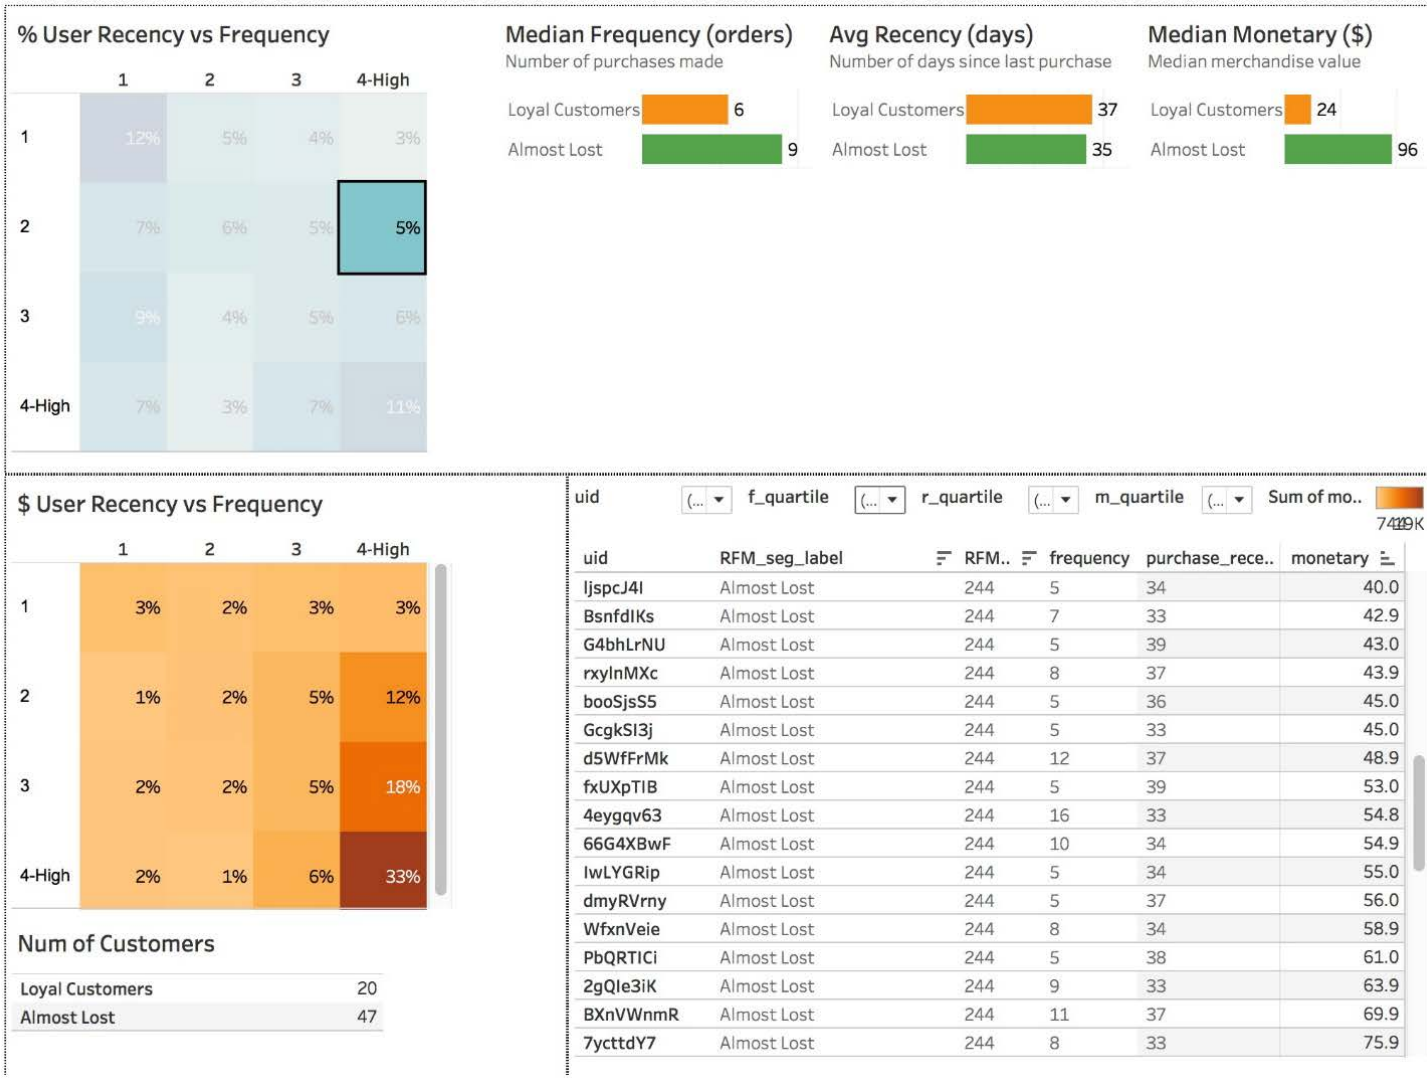 % User Recency vs Frequency
1 2 3 4-High
1 12% 5% 4% 3%
2 7% 6% 5% 5%
3 9% 4% 5% 6%
4-High 7% 3% 7% 11%
Median Frequency (orders)
Number of purchases made
Loyal Customers 6
Almost Lost 9
Avg Recency (days)
Number of days since last purchase
Loyal Customers 37
Almost Lost 35
Median Monetary ($)
Median merchandise value
Loyal Customers 24
Almost Lost 96
$ User Recency vs Frequency
1 2 3 4-High
1 3% 2% 3% 3%
2 1% 2% 5% 12%
3 2% 2% 5% 18%
4-High 2% 1% 6% 33%
Num of Customers
Loyal Customers 20
Almost Lost 47
uid (... f_quartile (... r_quartile (... m_quartile (... Sum of mo..
uid RFM_seg_label RFM.. frequency purchase_rece.. monetary
ljspcJ4l Almost Lost 244 5 34 40.0
BsnfdIKs Almost Lost 244 7 33 42.9
G4bhLrNU Almost Lost 244 5 39 43.0
rxylnMXc Almost Lost 244 8 37 43.9
booSjsS5 Almost Lost 244 5 36 45.0
GcgkSI3j Almost Lost 244 5 33 45.0
d5WfFrMk Almost Lost 244 12 37 48.9
fxUXpTIB Almost Lost 244 5 39 53.0
4eygqv63 Almost Lost 244 16 33 54.8
66G4XBwF Almost Lost 244 10 34 54.9
IwLYGRip Almost Lost 244 5 34 55.0
dmyRVrny Almost Lost 244 5 37 56.0
WfxnVeie Almost Lost 244 8 34 58.9
PbQRTICi Almost Lost 244 5 38 61.0
2gQIe3iK Almost Lost 244 9 33 63.9
BXnVWnmR Almost Lost 244 11 37 69.9
7ycttdY7 Almost Lost 244 8 33 75.9